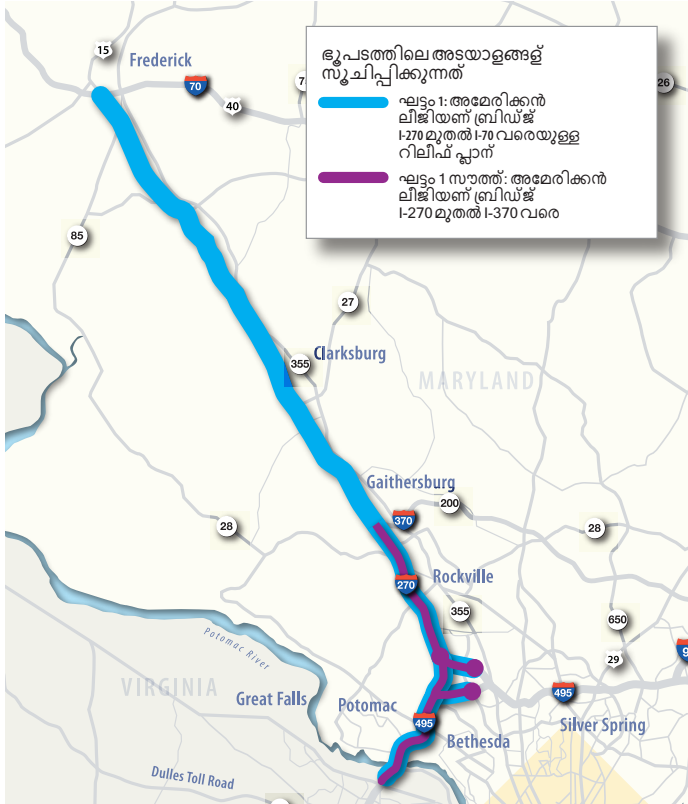 15
Frederick
70
40
26
ഭൂപടത്തിലെ അടയാളങ്ങള്
സൂചിപ്പിക്കുന്നത്
ഘട്ടം 1: അമേരിക്കൻ
ലീജിയണ് ബ്രിഡ്ജ്
I-270 മുതൽ I-70 വരെയുള്ള
റിലീഫ് പ്ലാന്
ഘട്ടം 1 സൗത്ത്: അമേരിക്കൻ
ലീജിയണ് ബ്രിഡ്ജ്
I-270 മുതൽ I-370 വരെ
85
27
355
Clarksburg
MARYLAND
Gaithersburg
200
370
28
28
Rockville
270
355
650
Potomac River
29
VIRGINIA
Great Falls
Potomac
495
495
Silver Spring
Bethesda
Dulles Toll Road